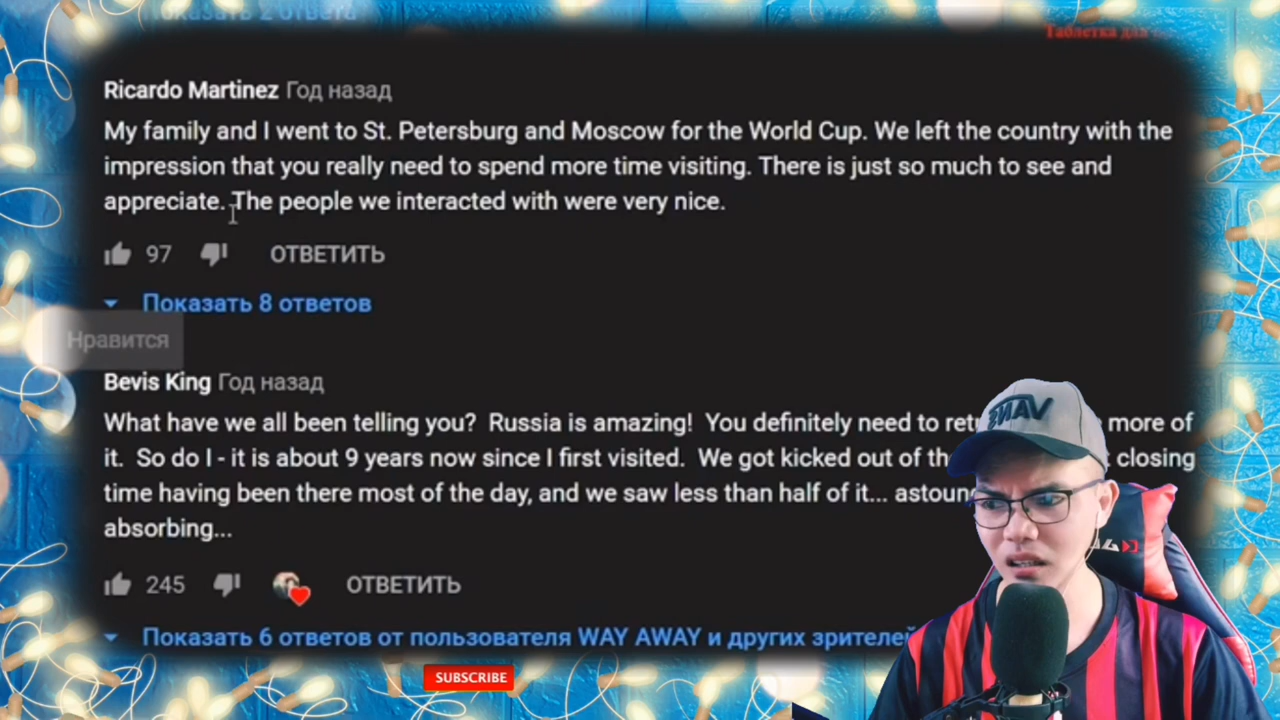 Показать 2 ответа
Таблетка для
Ricardo Martinez Год назад
My family and I went to St. Petersburg and Moscow for the World Cup. We left the country with the
impression that you really need to spend more time visiting. There is just so much to see and
appreciate. The people we interacted with were very nice.
97 ОТВЕТИТЬ
Показать 8 ответов
Нравится
Bevis King Год назад
What have we all been telling you? Russia is amazing! You definitely need to more of
it. So do I - it is about 9 years now since I first visited. We got kicked out of closing
time having been there most of the day, and we saw less than half of it...
absorbing...
245 ОТВЕТИТЬ
Показать 6 ответов от пользователя WAY AWAY и других зрителей
SUBSCRIBE
VANS